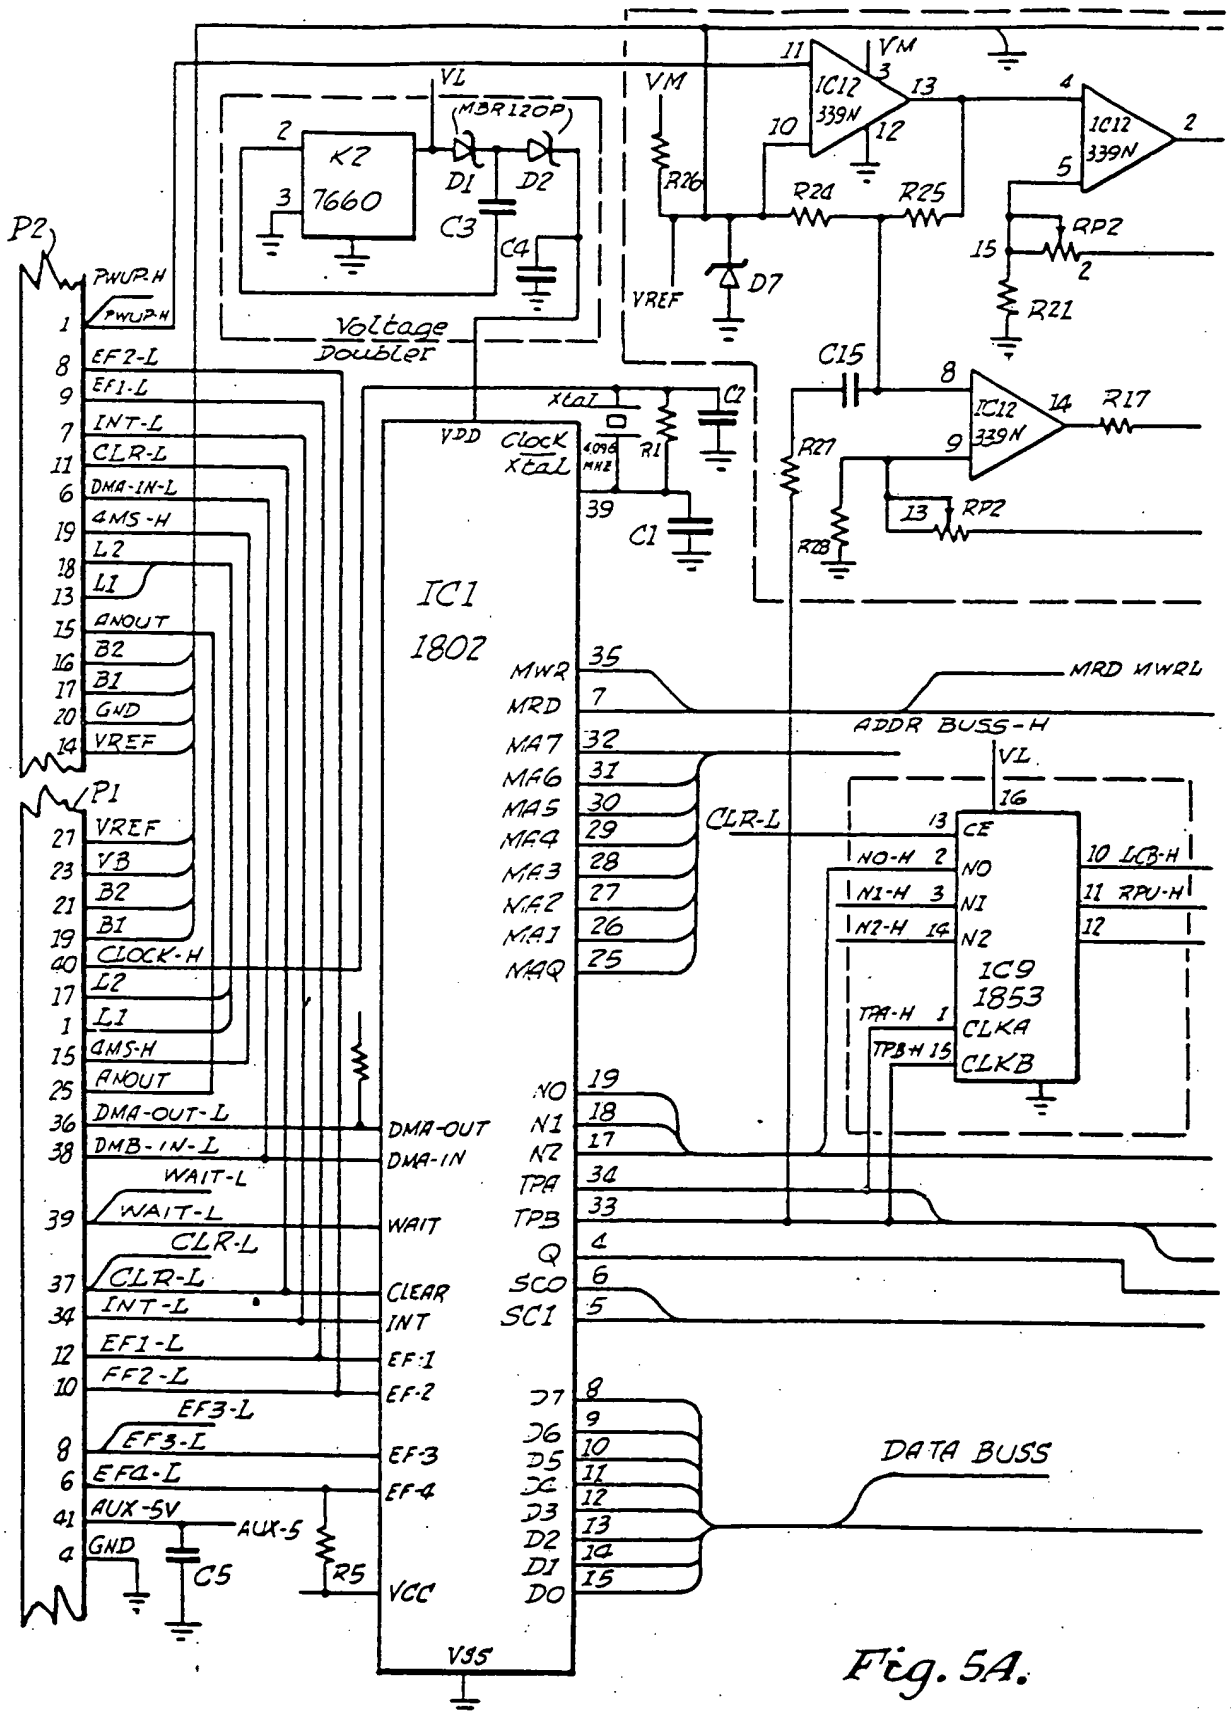 P2
PWUP-H
1 PWUP-H
8 EF2-L
9 EF1-L
7 INT-L
11 CLR-L
6 DMA-IN-L
19 4MS-H
18 L2
13 L1
15 ANOUT
16 B2
17 B1
20 GND
14 VREF
P1
27 VREF
23 VB
21 B2
19 B1
40 CLOCK-H
17 L2
1 L1
15 4MS-H
25 ANOUT
36 DMA-OUT-L
38 DMB-IN-L
WAIT-L
39 WAIT-L
CLR-L
37 CLR-L
34 INT-L
12 EF1-L
10 FF2-L
EF3-L
8 EF3-L
6 EF4-L
41 AUX-5V
AUX-5
4 GND
C5
R5
VL
MBR120P
2
K2
3
7660
D1
D2
C3
C4
Voltage
Doubler
VDD
CLOCK
Xtal
39
Xtal
4.096
MHZ
R1
C2
C1
IC1
1802
MWR 35
MRD 7
MA7 32
MA6 31
MA5 30
MA4 29
MA3 28
MA2 27
MA1 26
MAQ 25
NO 19
N1 18
N2 17
TPA 34
TPB 33
Q 4
SCO 6
SC1 5
D7 8
D6 9
D5 10
D4 11
D3 12
D2 13
D1 14
DO 15
DMA-OUT
DMA-IN
WAIT
CLEAR
INT
EF-1
EF-2
EF-3
EF-4
VCC
VSS
VM
R26
VREF
D7
11
10
IC12
339N
VM
3
12
13
R24
R25
4
5
IC12
339N
2
15
RP2
2
R21
C15
R27
R28
8
9
IC12
339N
14
R17
13
RP2
MRD MWRL
ADDR BUSS-H
VL
16
CLR-L 13 CE
NO-H 2 NO
N1-H 3 N1
N2-H 14 N2
IC9
1853
TPA-H 1 CLKA
TPB-H 15 CLKB
10 LCB-H
11 RPU-H
12
DATA BUSS
Fig. 5A.